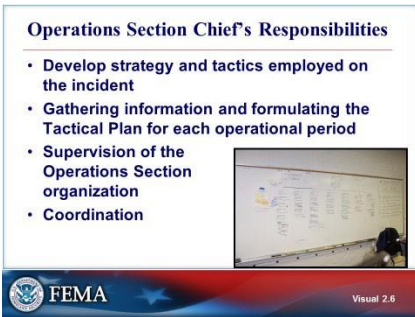 Operations Section Chief's Responsibilities
• Develop strategy and tactics employed on
the incident
• Gathering information and formulating the
Tactical Plan for each operational period
• Supervision of the
Operations Section
organization
• Coordination
FEMA
Visual 2.6